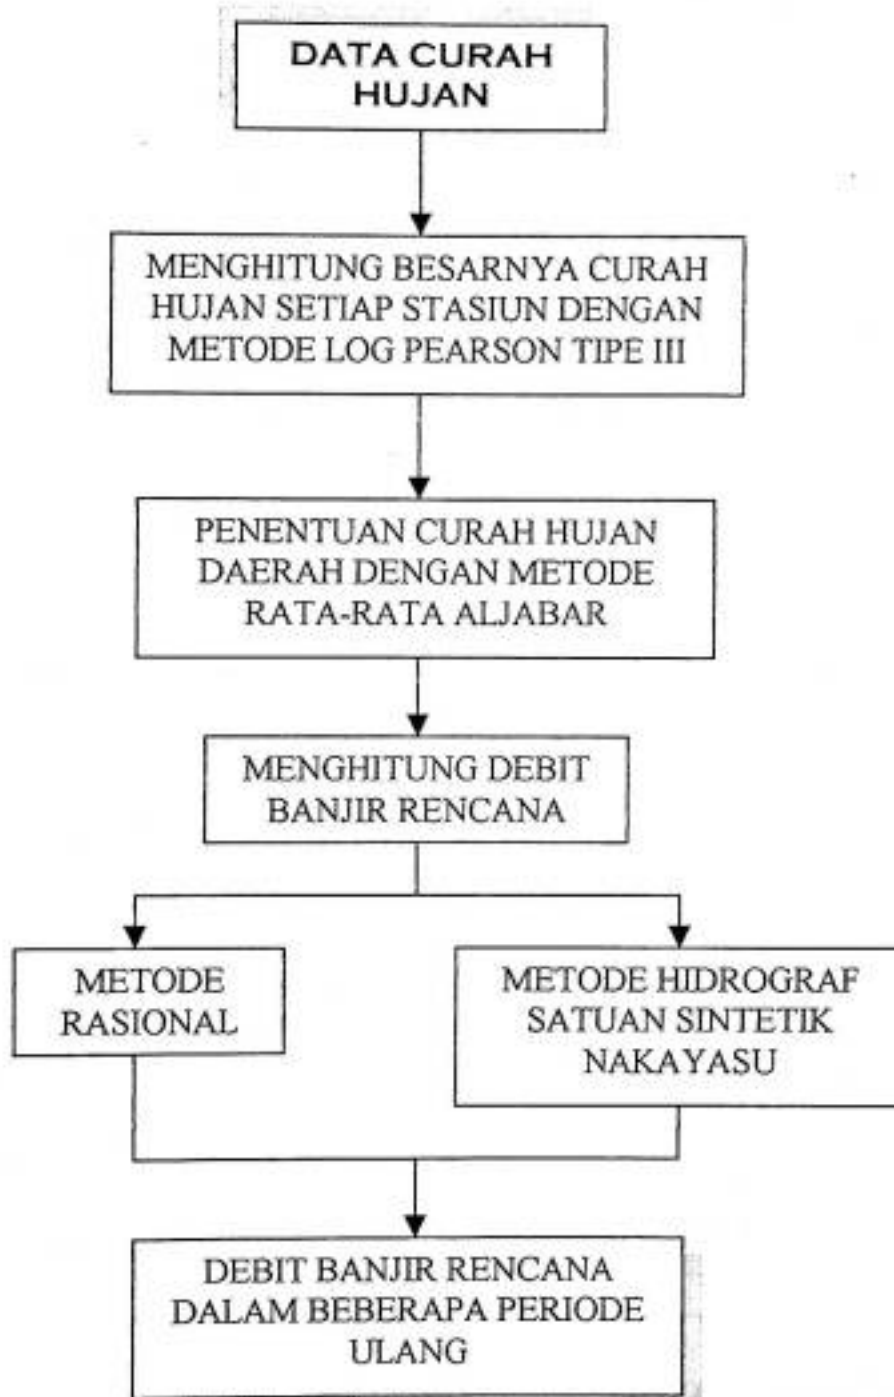 DATA CURAH
HUJAN
MENGHITUNG BESARNYA CURAH
HUJAN SETIAP STASIUN DENGAN
METODE LOG PEARSON TIPE III
PENENTUAN CURAH HUJAN
DAERAH DENGAN METODE
RATA-RATA ALJABAR
MENGHITUNG DEBIT
BANJIR RENCANA
METODE
RASIONAL
METODE HIDROGRAF
SATUAN SINTETIK
NAKAYASU
DEBIT BANJIR RENCANA
DALAM BEBERAPA PERIODE
ULANG